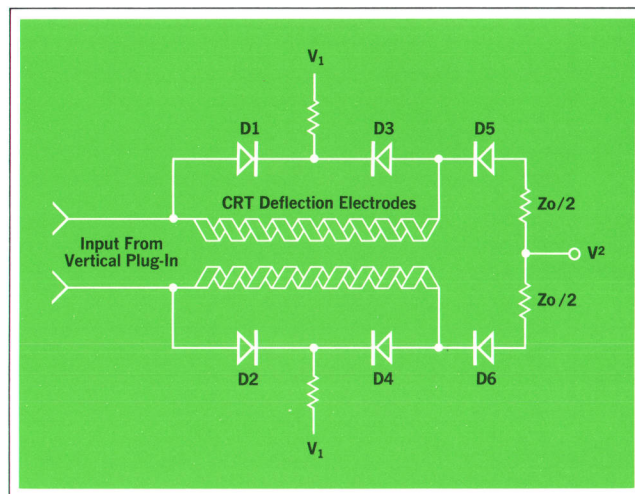 V₁
D1
D3
D5
CRT Deflection Electrodes
Zo/2
Input From
Vertical Plug-In
V²
Zo/2
D2
D4
D6
V₁